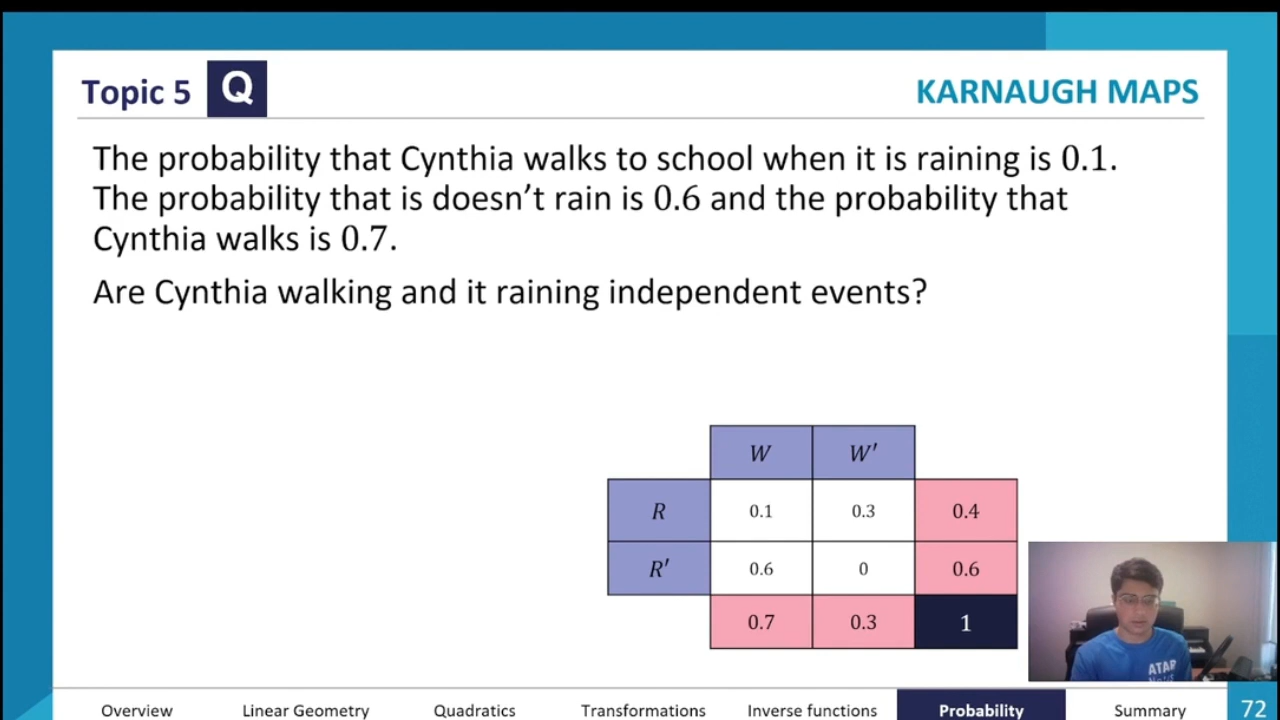 Topic 5 Q
KARNAUGH MAPS
The probability that Cynthia walks to school when it is raining is 0.1.
The probability that is doesn't rain is 0.6 and the probability that
Cynthia walks is 0.7.
Are Cynthia walking and it raining independent events?
W W′
R 0.1 0.3 0.4
R′ 0.6 0 0.6
0.7 0.3 1
ATAR
Overview Linear Geometry Quadratics Transformations Inverse functions Probability Summary 72